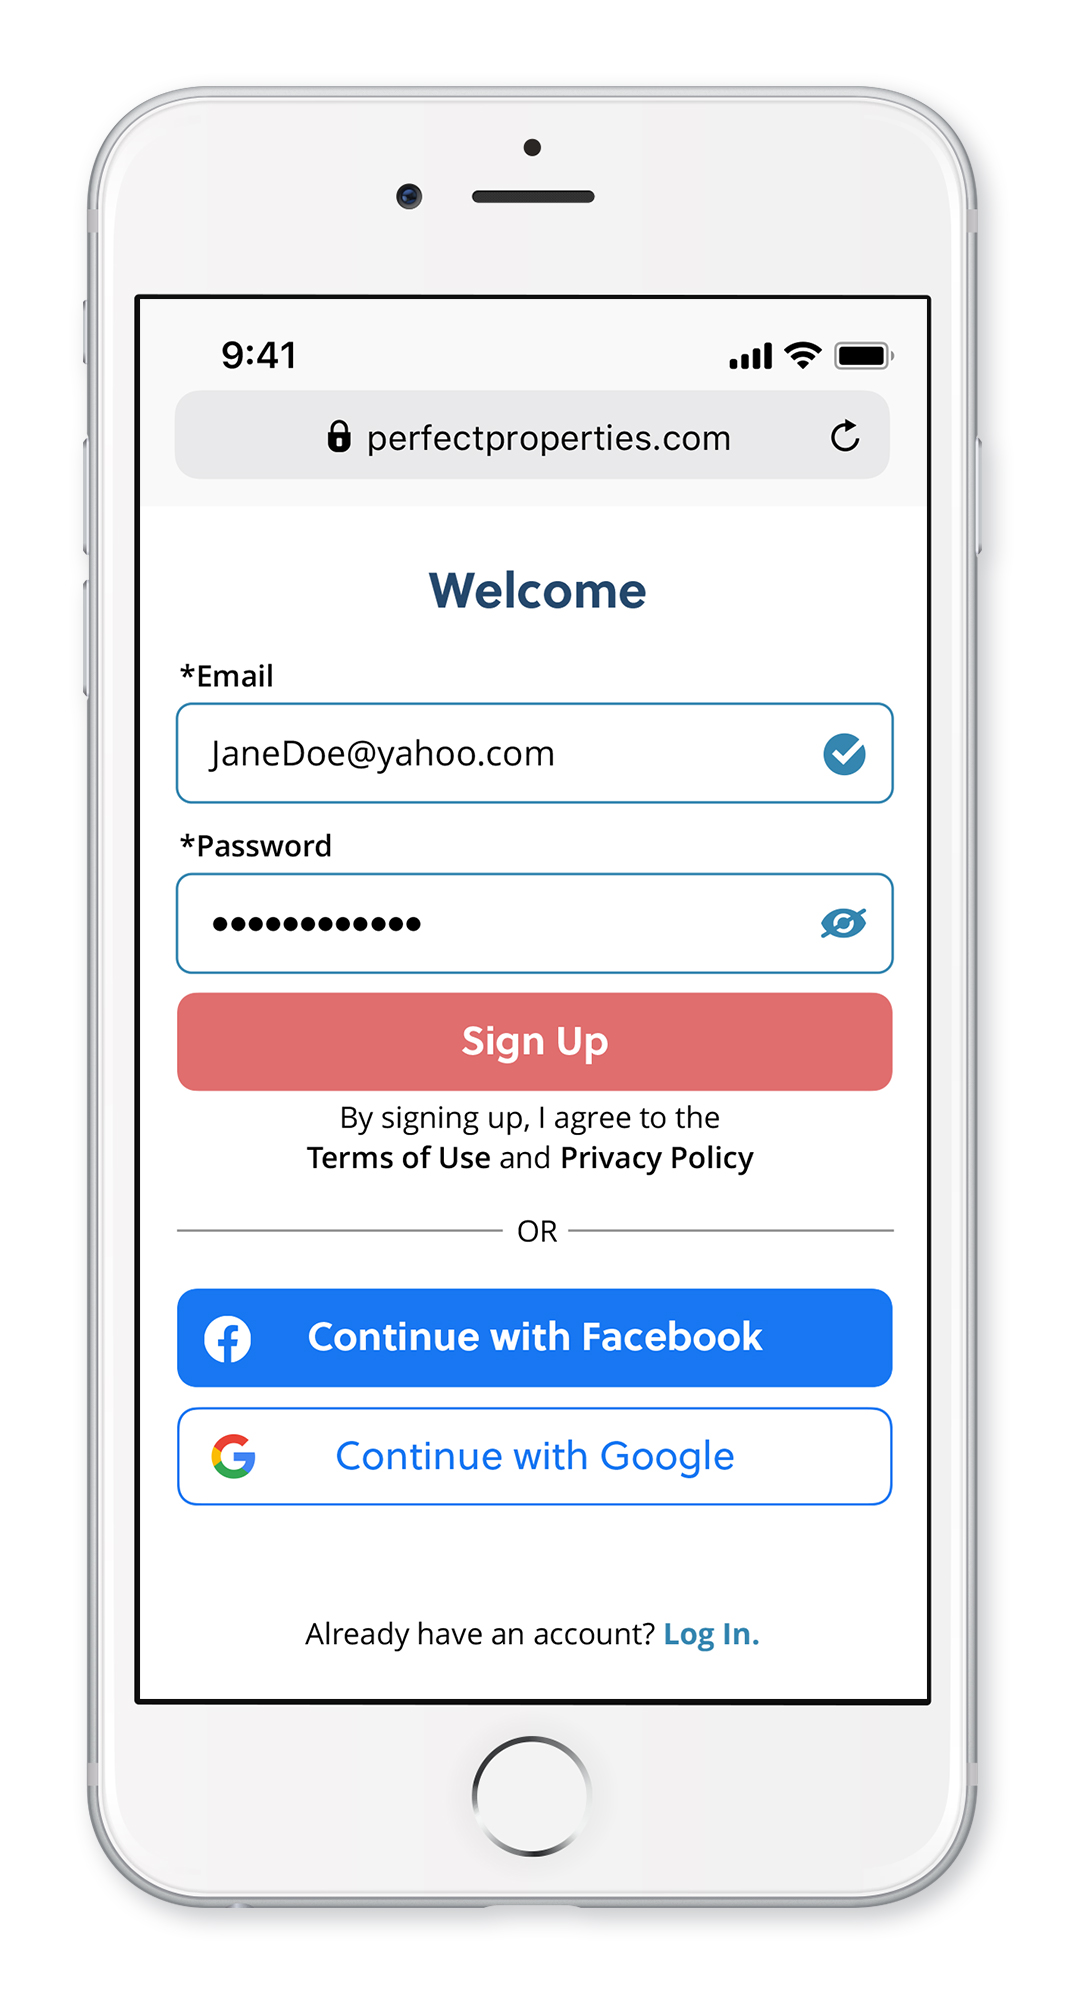 9:41
perfectproperties.com
Welcome
*Email
JaneDoe@yahoo.com
*Password
••••••••••••
Sign Up
By signing up, I agree to the
Terms of Use and Privacy Policy
OR
Continue with Facebook
Continue with Google
Already have an account? Log In.